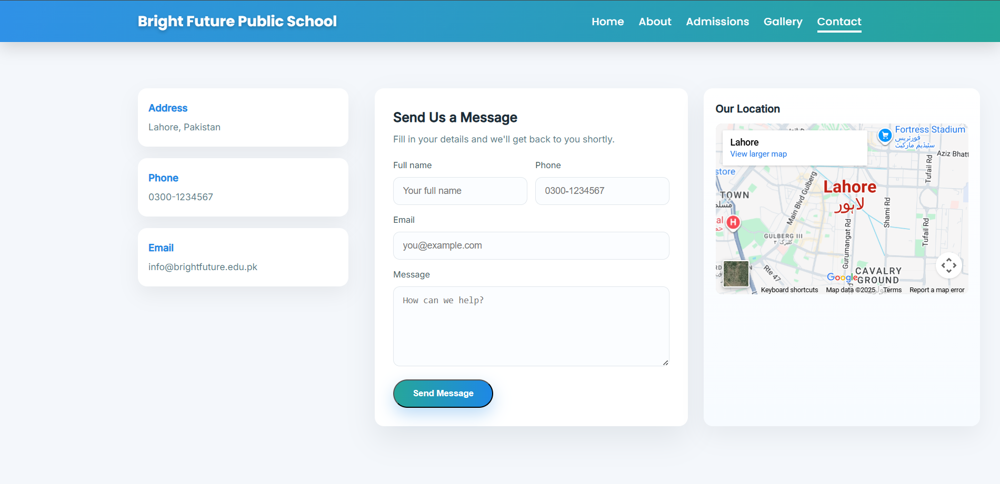 Bright Future Public School
Home About Admissions Gallery Contact
Address
Lahore, Pakistan
Phone
0300-1234567
Email
info@brightfuture.edu.pk
Send Us a Message
Fill in your details and we'll get back to you shortly.
Full name Phone
Your full name 0300-1234567
Email
you@example.com
Message
How can we help?
Send Message
Our Location
Lahore
View larger map
Fortress Stadium
فورٹریس
سٹیڈیم مارکیٹ
Aziz Bhatt
Tufail Rd
store
Main Blvd Gulberg
Lahore
لاہور
TOWN
Shami Rd
al
H
GULBERG III
گلبرگ ۳
Gurumangat Rd
Tufail Rd
Rte 47
CAVALRY
GROUND
Google
Keyboard shortcuts Map data ©2025 Terms Report a map error